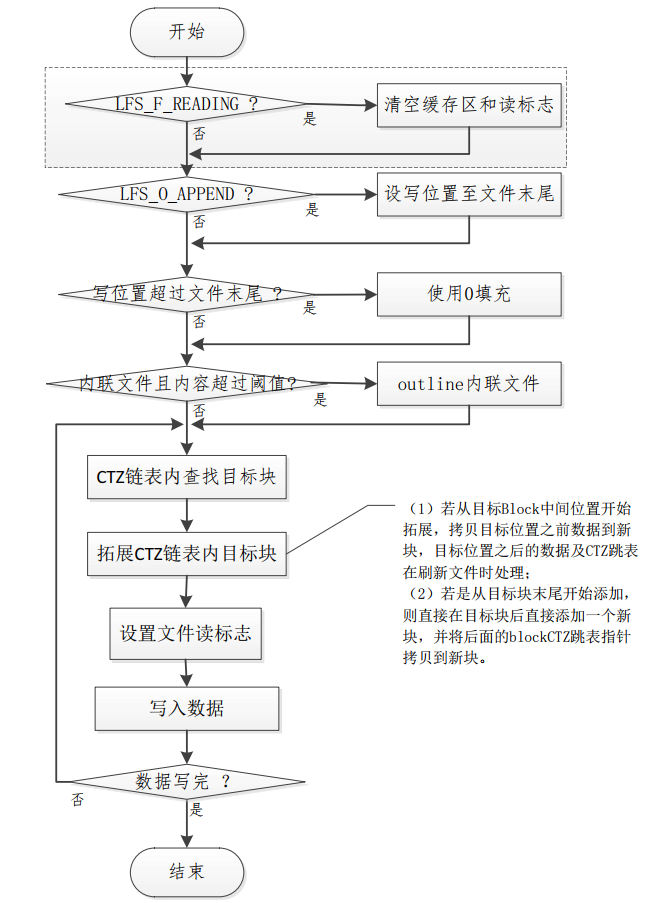 开始
LFS_F_READING ?
是
清空缓存区和读标志
否
LFS_O_APPEND ?
是
设写位置至文件末尾
否
写位置超过文件末尾 ?
是
使用0填充
否
内联文件且内容超过阈值?
是
outline内联文件
否
CTZ链表内查找目标块
拓展CTZ链表内目标块
(1)若从目标Block中间位置开始
拓展，拷贝目标位置之前数据到新
块，目标位置之后的数据及CTZ跳表
在刷新文件时处理；
(2)若是从目标块末尾开始添加，
则直接在目标块后直接添加一个新
块，并将后面的blockCTZ跳表指针
拷贝到新块。
设置文件读标志
写入数据
数据写完 ?
否
是
结束